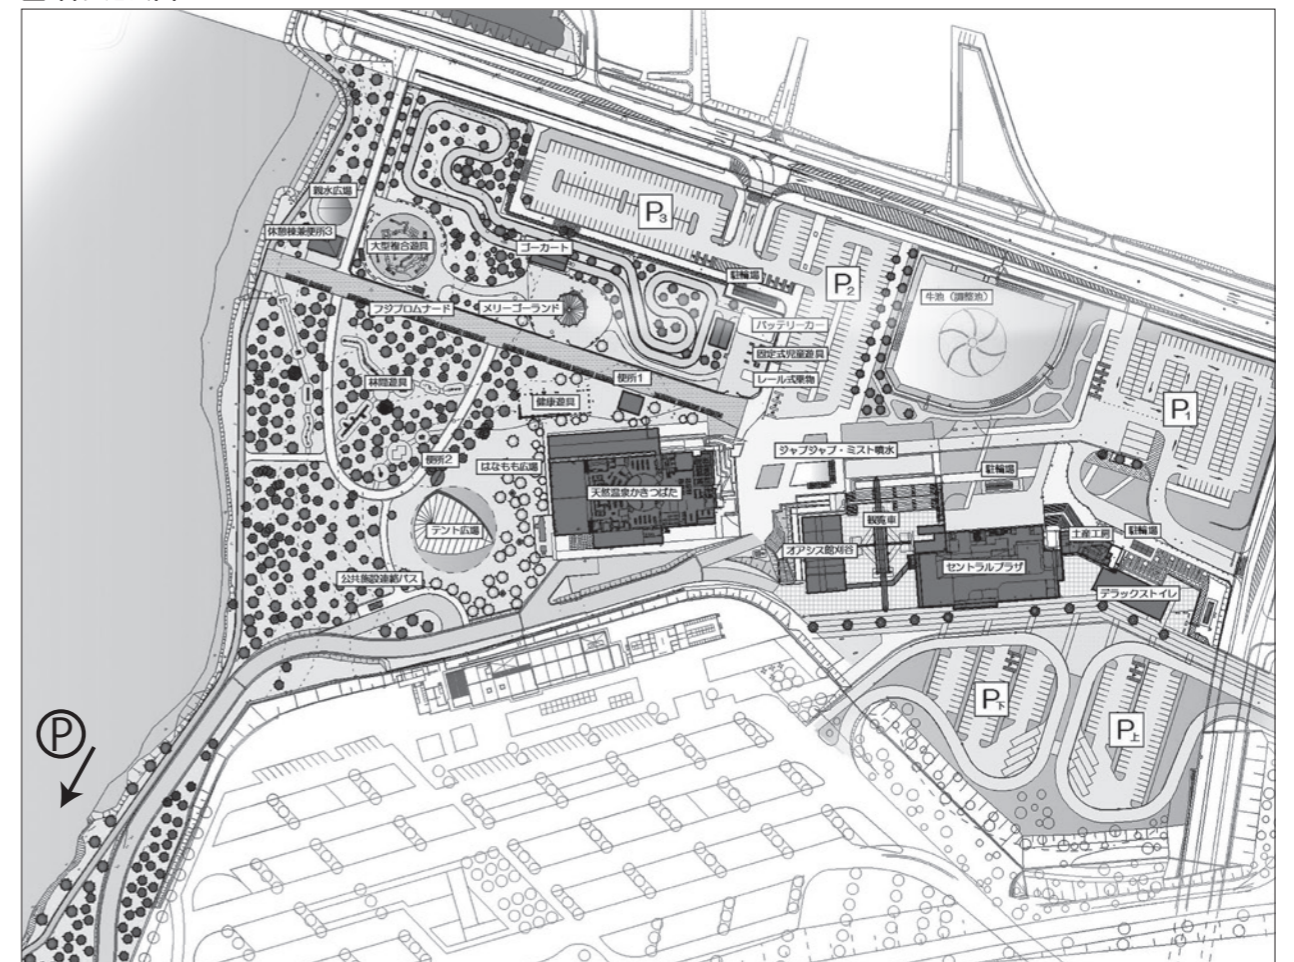 親水広場
休憩棟兼便所3
大型複合遊具
ゴーカート
P3
駐輪場
P2
牛池（調整池）
フジプロムナード
メリーゴーランド
バッテリーカー
固定式児童遊具
レール式乗物
便所1
林間遊具
健康遊具
P1
便所2
はなもも広場
ジャブジャブ・ミスト噴水
駐輪場
天然温泉かきつばた
テント広場
観覧車
オアシス館刈谷
土産工房
駐輪場
セントラルプラザ
公共施設連絡バス
デラックストイレ
P下
P上
P